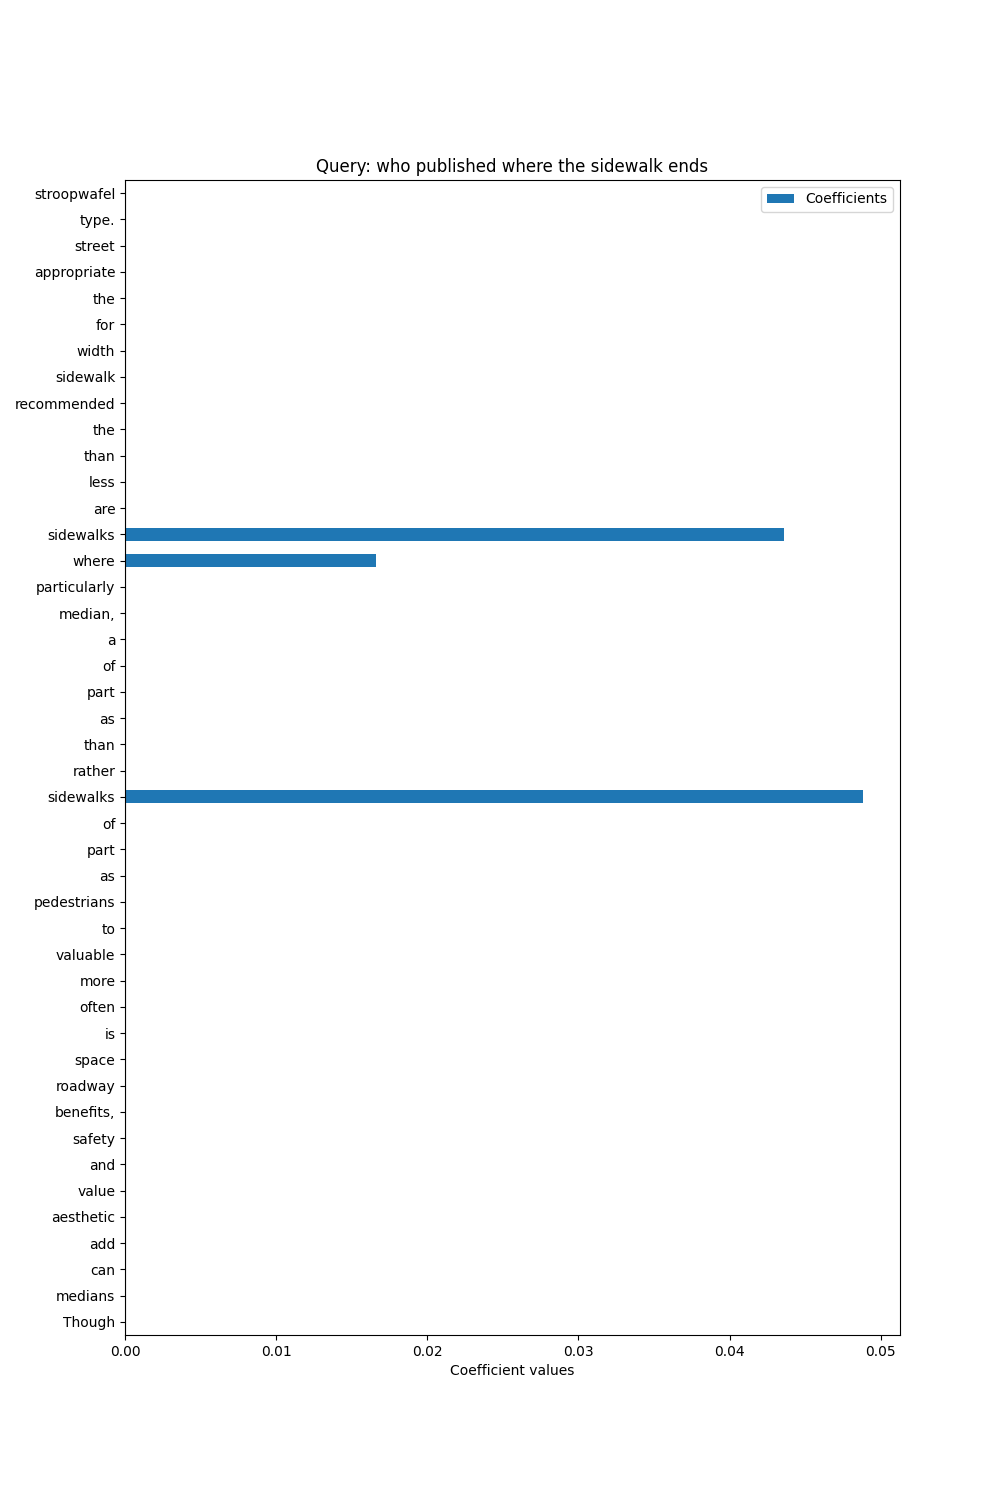 Query: who published where the sidewalk ends
Coefficients
stroopwafel
type.
street
appropriate
the
for
width
sidewalk
recommended
the
than
less
are
sidewalks
where
particularly
median,
a
of
part
as
than
rather
sidewalks
of
part
as
pedestrians
to
valuable
more
often
is
space
roadway
benefits,
safety
and
value
aesthetic
add
can
medians
Though
0.00 0.01 0.02 0.03 0.04 0.05
Coefficient values